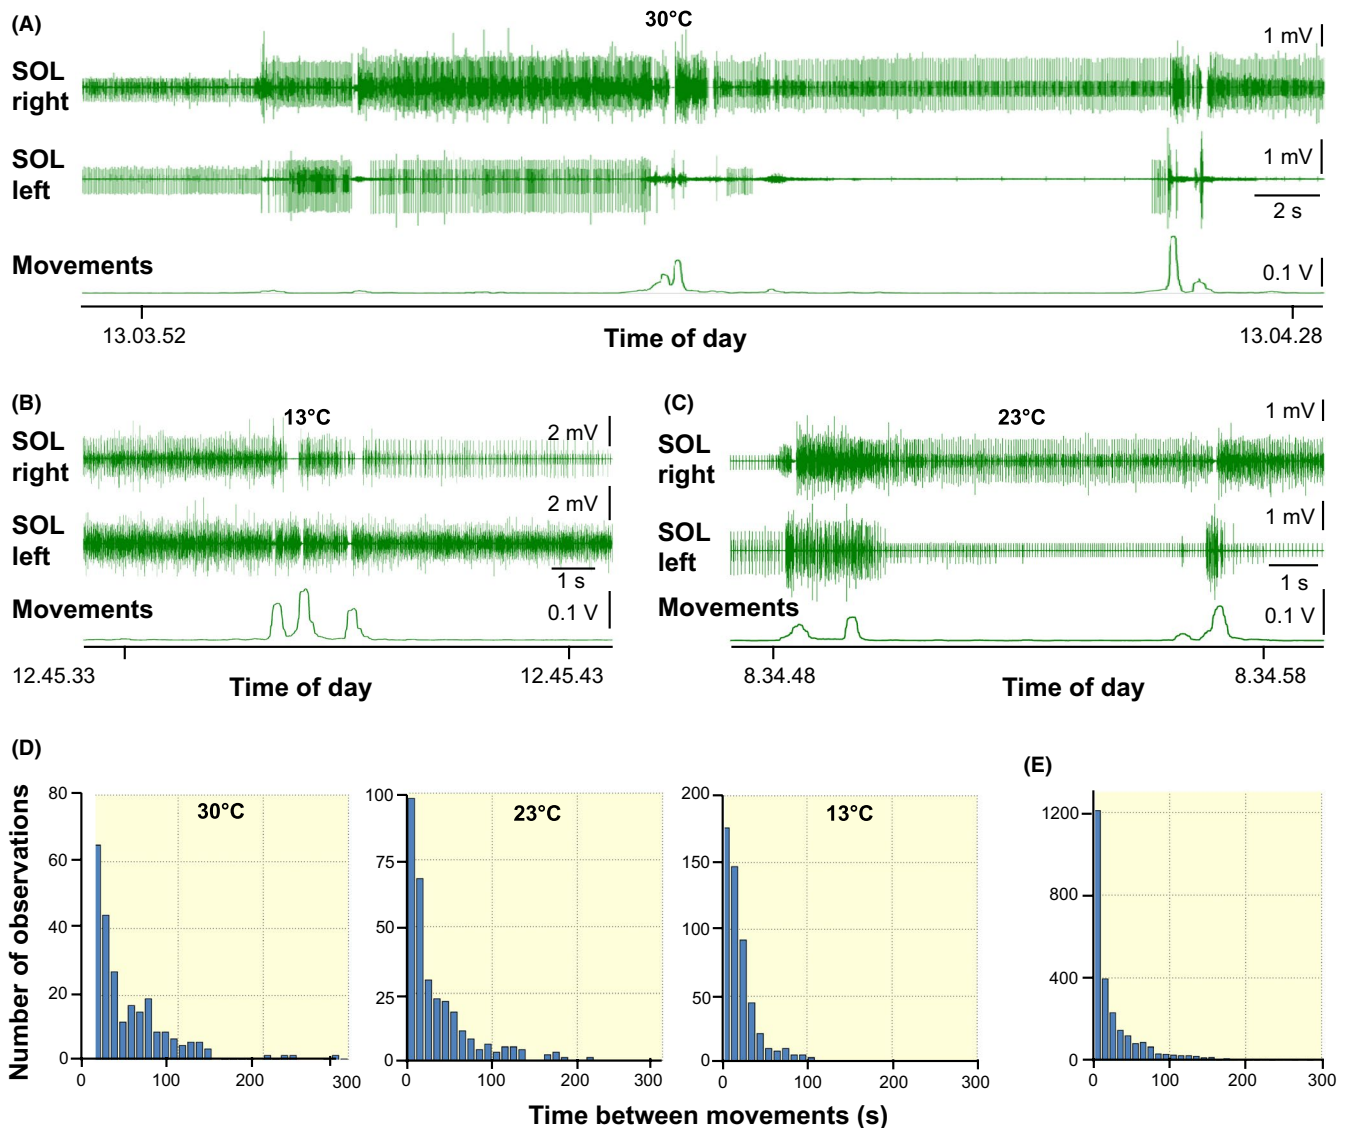 (A)
30°C
1 mV
SOL
right
SOL
left
1 mV
2 s
Movements
0.1 V
13.03.52
Time of day
13.04.28
(B)
13°C
SOL
right
2 mV
SOL
left
2 mV
1 s
Movements
0.1 V
12.45.33
Time of day
12.45.43
(C)
23°C
1 mV
SOL
right
SOL
left
1 mV
1 s
Movements
0.1 V
8.34.48
Time of day
8.34.58
(D)
Number of observations
80
60
40
20
0
30°C
0 100 200 300
100
75
50
25
0
23°C
0 100 200 300
200
150
100
50
0
13°C
0 100 200 300
(E)
1200
800
400
0
0 100 200 300
Time between movements (s)